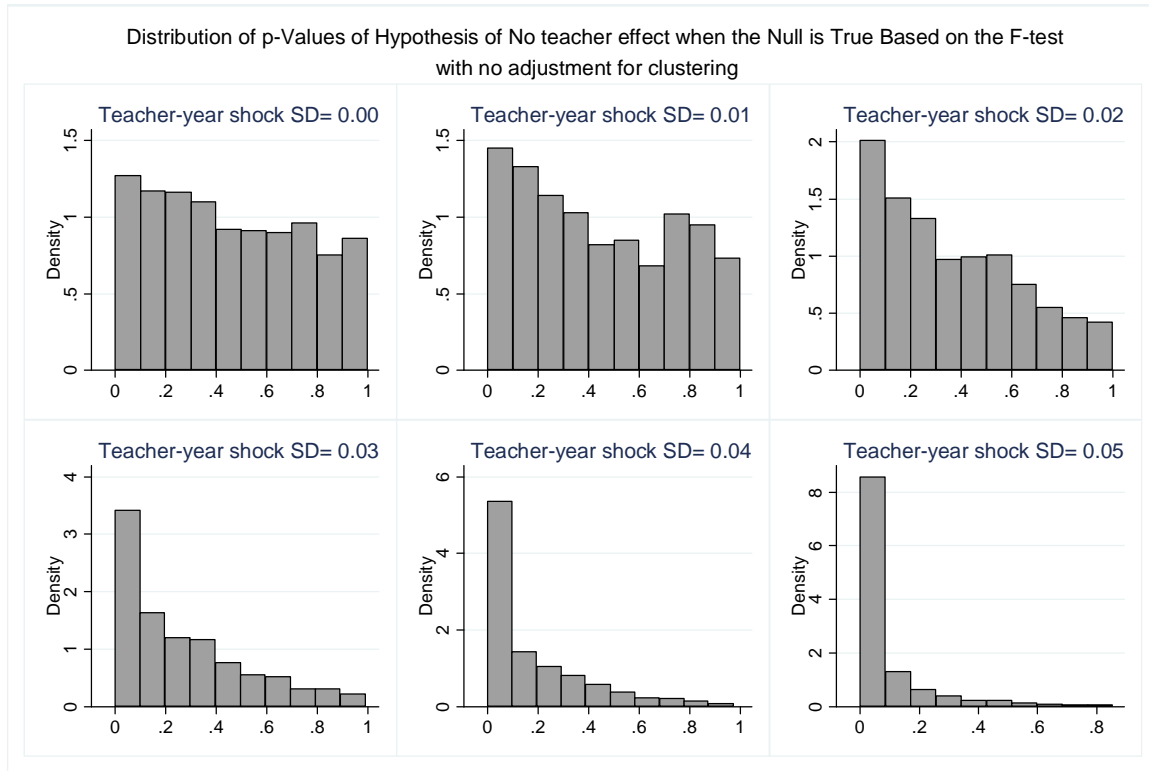 Distribution of p-Values of Hypothesis of No teacher effect when the Null is True Based on the F-test
with no adjustment for clustering
Teacher-year shock SD= 0.00
Density
0
.5
1
1.5
0 .2 .4 .6 .8 1
Teacher-year shock SD= 0.01
Density
0
.5
1
1.5
0 .2 .4 .6 .8 1
Teacher-year shock SD= 0.02
Density
0
.5
1
1.5
2
0 .2 .4 .6 .8 1
Teacher-year shock SD= 0.03
Density
0
1
2
3
4
0 .2 .4 .6 .8 1
Teacher-year shock SD= 0.04
Density
0
2
4
6
0 .2 .4 .6 .8 1
Teacher-year shock SD= 0.05
Density
0
2
4
6
8
0 .2 .4 .6 .8